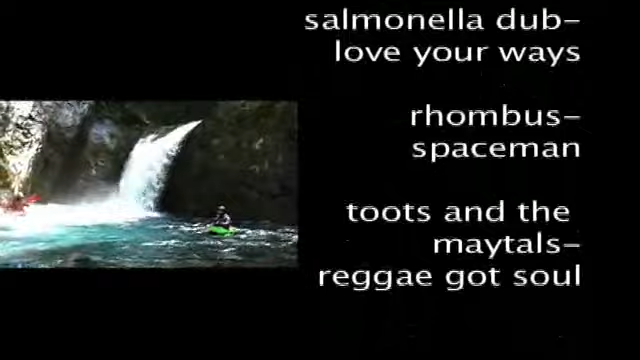 salmonella dub-
love your ways
rhombus-
spaceman
toots and the
maytals-
reggae got soul